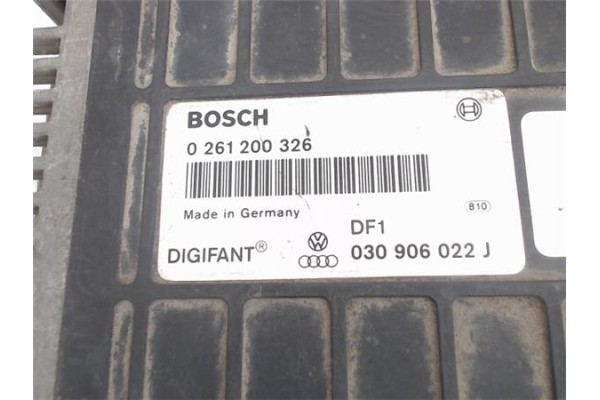 BOSCH
0 261 200 326
Made in Germany
810
DF1
DIGIFANT® 030 906 022 J